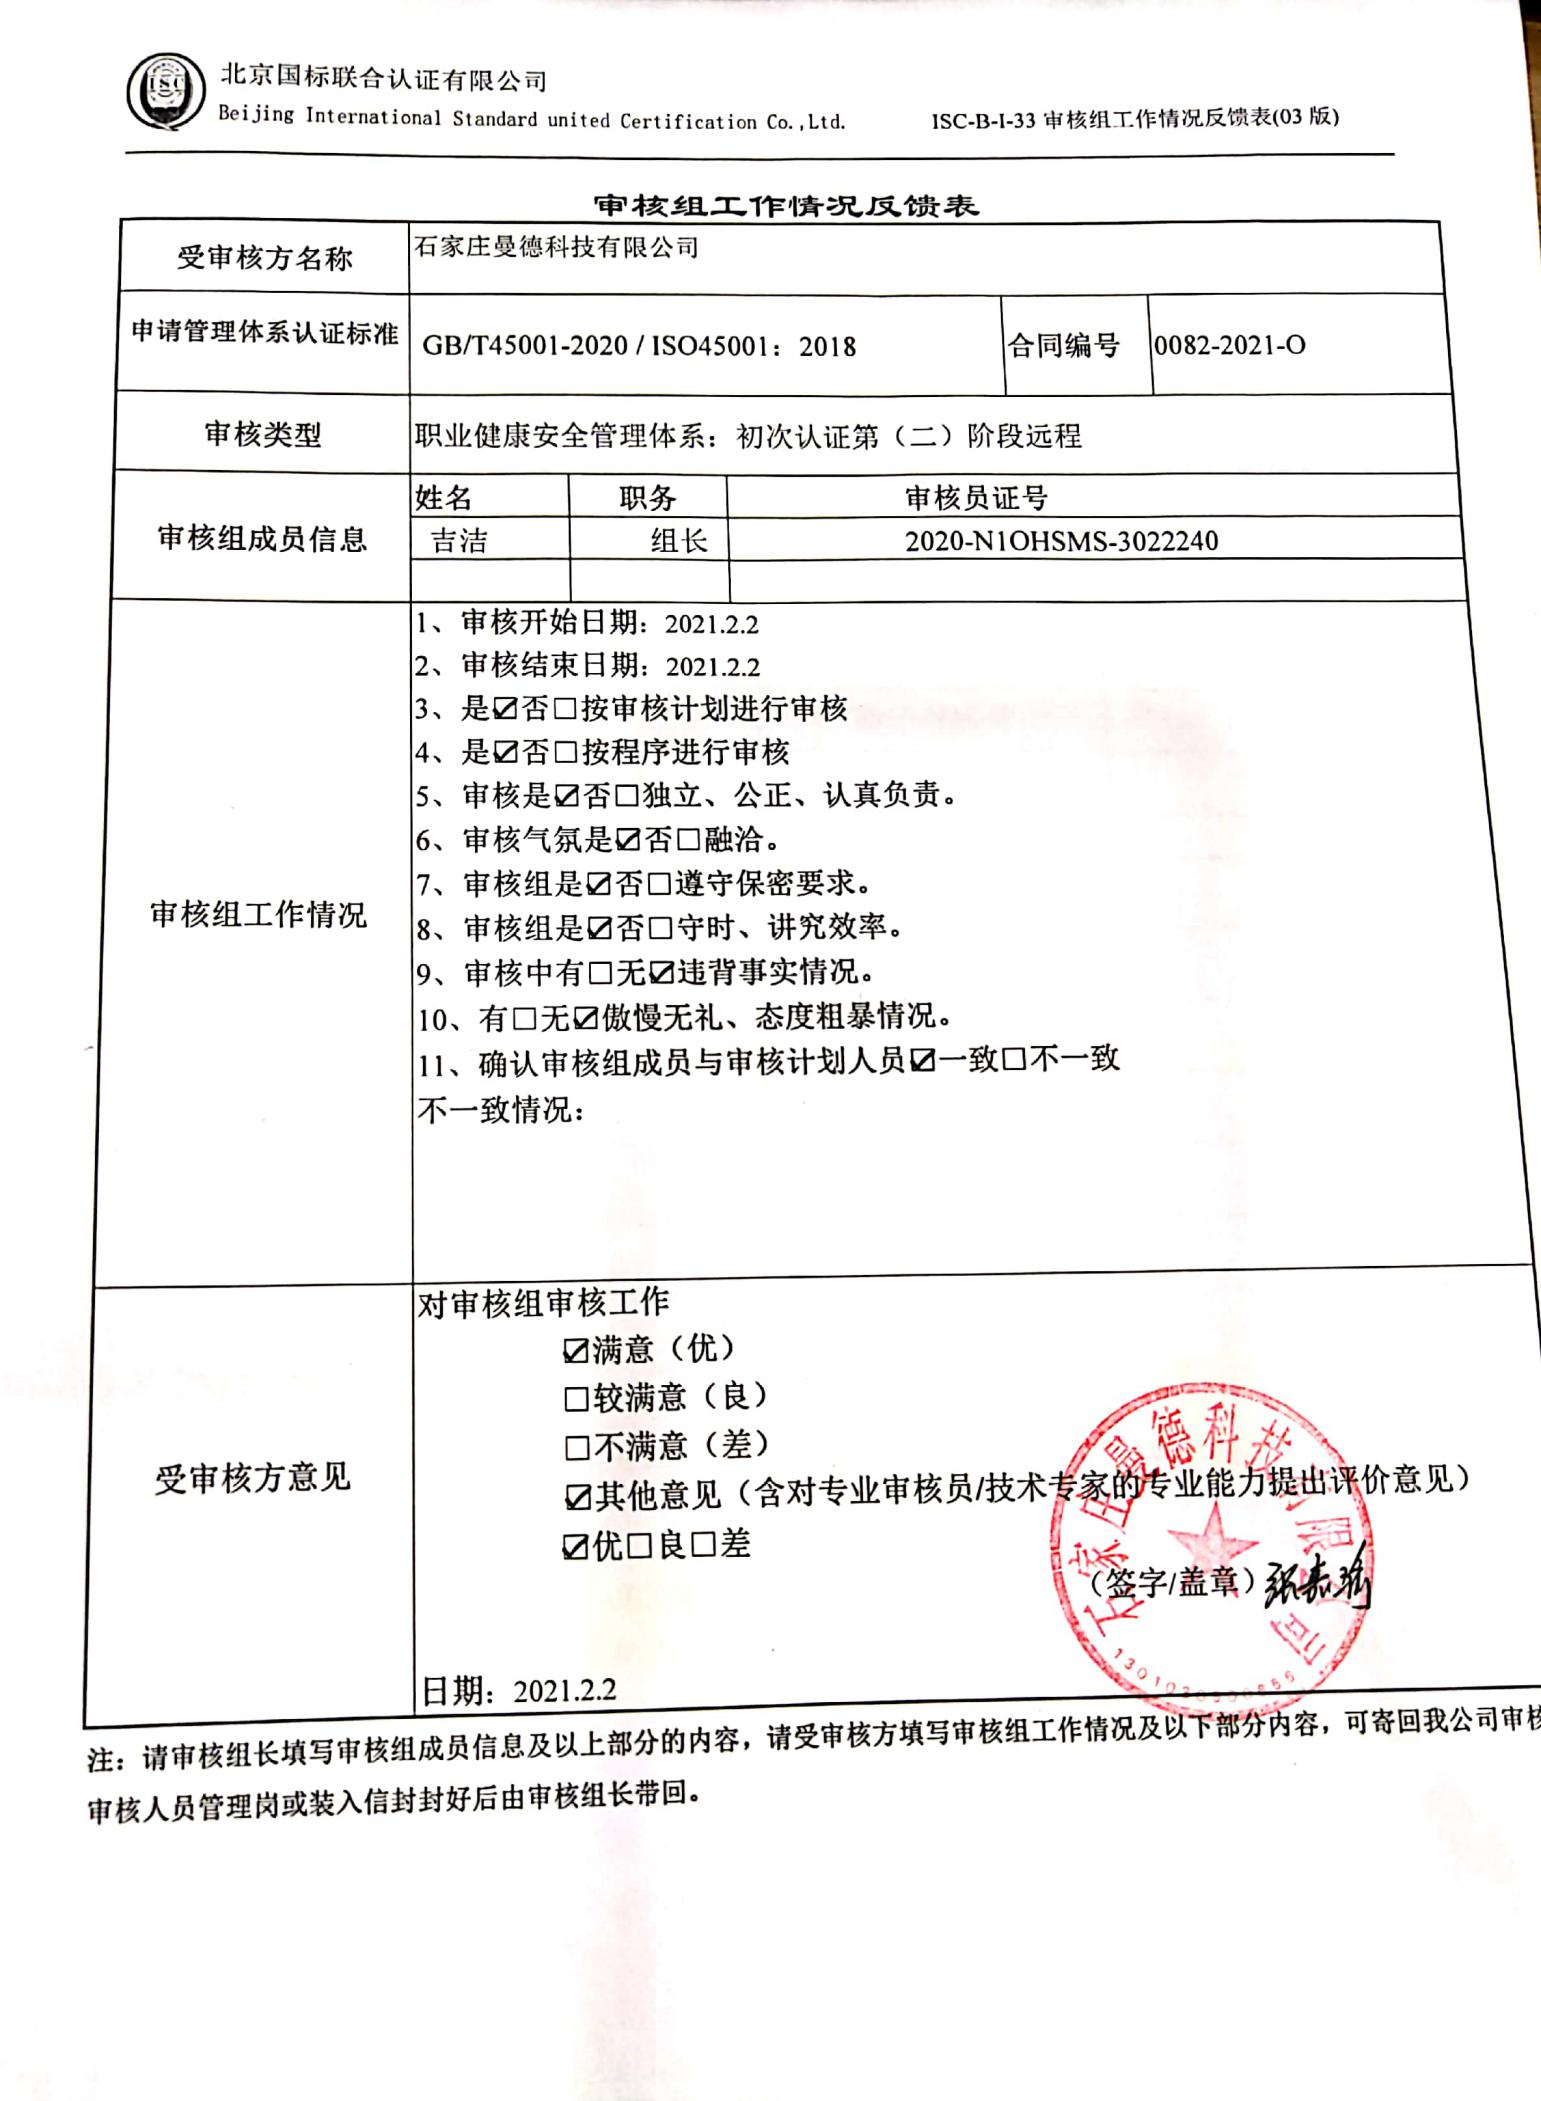 ISC
北京国标联合认证有限公司
Beijing International Standard united Certification Co.,Ltd.
ISC-B-I-33 审核组工作情况反馈表(03 版)
审核组工作情况反馈表
受审核方名称 石家庄曼德科技有限公司
申请管理体系认证标准 GB/T45001-2020 / ISO45001：2018 合同编号 0082-2021-O
审核类型 职业健康安全管理体系：初次认证第（二）阶段远程
审核组成员信息
姓名 职务 审核员证号
吉洁 组长 2020-N1OHSMS-3022240
审核组工作情况
1、审核开始日期：2021.2.2
2、审核结束日期：2021.2.2
3、是☑否□按审核计划进行审核
4、是☑否□按程序进行审核
5、审核是☑否□独立、公正、认真负责。
6、审核气氛是☑否□融洽。
7、审核组是☑否□遵守保密要求。
8、审核组是☑否□守时、讲究效率。
9、审核中有□无☑违背事实情况。
10、有□无☑傲慢无礼、态度粗暴情况。
11、确认审核组成员与审核计划人员☑一致□不一致
不一致情况：
受审核方意见
对审核组审核工作
☑满意（优）
□较满意（良）
□不满意（差）
☑其他意见（含对专业审核员/技术专家的专业能力提出评价意见）
☑优□良□差
（签字/盖章）张嘉瑜
石家庄曼德科技有限公司
日期：2021.2.2
注：请审核组长填写审核组成员信息及以上部分的内容，请受审核方填写审核组工作情况及以下部分内容，可寄回我公司审核
审核人员管理岗或装入信封封好后由审核组长带回。